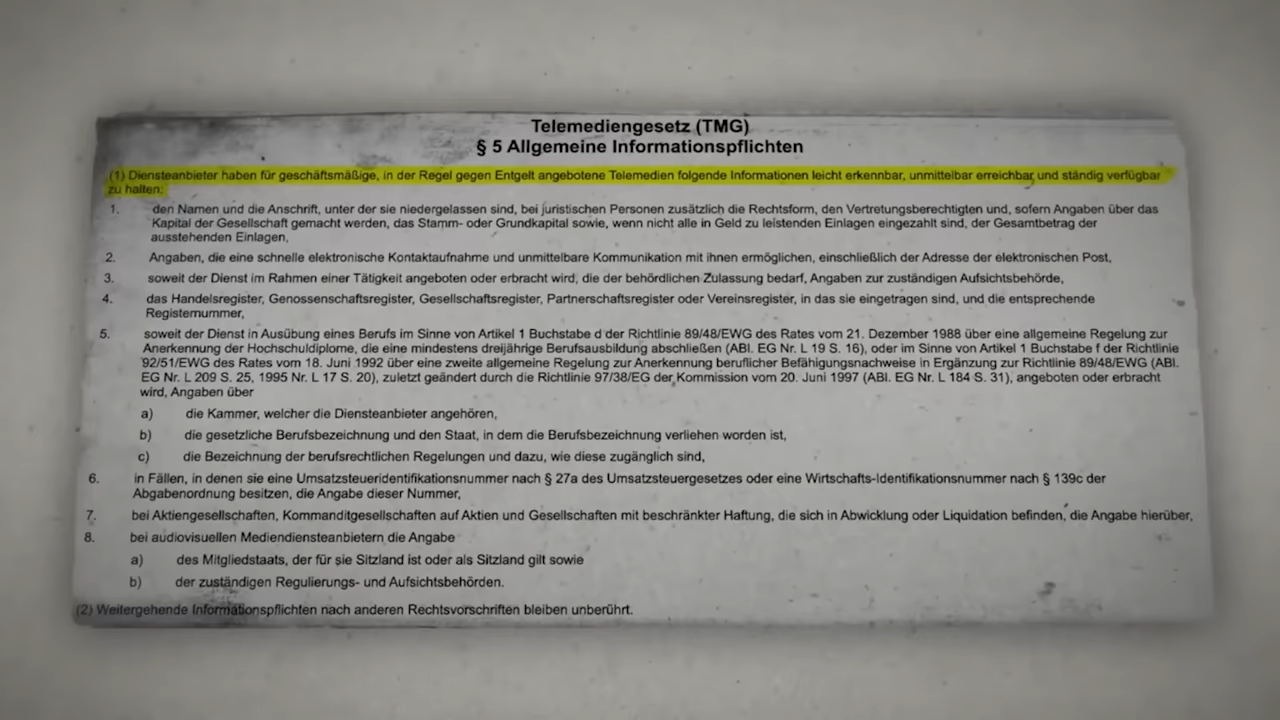 Telemediengesetz (TMG)
§ 5 Allgemeine Informationspflichten
(1) Diensteanbieter haben für geschäftsmäßige, in der Regel gegen Entgelt angebotene Telemedien folgende Informationen leicht erkennbar, unmittelbar erreichbar und ständig verfügbar
zu halten:
1. den Namen und die Anschrift, unter der sie niedergelassen sind, bei juristischen Personen zusätzlich die Rechtsform, den Vertretungsberechtigten und, sofern Angaben über das
Kapital der Gesellschaft gemacht werden, das Stamm- oder Grundkapital sowie, wenn nicht alle in Geld zu leistenden Einlagen eingezahlt sind, der Gesamtbetrag der
ausstehenden Einlagen,
2. Angaben, die eine schnelle elektronische Kontaktaufnahme und unmittelbare Kommunikation mit ihnen ermöglichen, einschließlich der Adresse der elektronischen Post,
3. soweit der Dienst im Rahmen einer Tätigkeit angeboten oder erbracht wird, die der behördlichen Zulassung bedarf, Angaben zur zuständigen Aufsichtsbehörde,
4. das Handelsregister, Genossenschaftsregister, Gesellschaftsregister, Partnerschaftsregister oder Vereinsregister, in das sie eingetragen sind, und die entsprechende
Registernummer,
5. soweit der Dienst in Ausübung eines Berufs im Sinne von Artikel 1 Buchstabe d der Richtlinie 89/48/EWG des Rates vom 21. Dezember 1988 über eine allgemeine Regelung zur
Anerkennung der Hochschuldiplome, die eine mindestens dreijährige Berufsausbildung abschließen (ABl. EG Nr. L 19 S. 16), oder im Sinne von Artikel 1 Buchstabe f der Richtlinie
92/51/EWG des Rates vom 18. Juni 1992 über eine zweite allgemeine Regelung zur Anerkennung beruflicher Befähigungsnachweise in Ergänzung zur Richtlinie 89/48/EWG (ABl.
EG Nr. L 209 S. 25, 1995 Nr. L 17 S. 20), zuletzt geändert durch die Richtlinie 97/38/EG der Kommission vom 20. Juni 1997 (ABl. EG Nr. L 184 S. 31), angeboten oder erbracht
wird, Angaben über
a) die Kammer, welcher die Diensteanbieter angehören,
b) die gesetzliche Berufsbezeichnung und den Staat, in dem die Berufsbezeichnung verliehen worden ist,
c) die Bezeichnung der berufsrechtlichen Regelungen und dazu, wie diese zugänglich sind,
6. in Fällen, in denen sie eine Umsatzsteueridentifikationsnummer nach § 27a des Umsatzsteuergesetzes oder eine Wirtschafts-Identifikationsnummer nach § 139c der
Abgabenordnung besitzen, die Angabe dieser Nummer,
7. bei Aktiengesellschaften, Kommanditgesellschaften auf Aktien und Gesellschaften mit beschränkter Haftung, die sich in Abwicklung oder Liquidation befinden, die Angabe hierüber,
8. bei audiovisuellen Mediendiensteanbietern die Angabe
a) des Mitgliedstaats, der für sie Sitzland ist oder als Sitzland gilt sowie
b) der zuständigen Regulierungs- und Aufsichtsbehörden.
(2) Weitergehende Informationspflichten nach anderen Rechtsvorschriften bleiben unberührt.